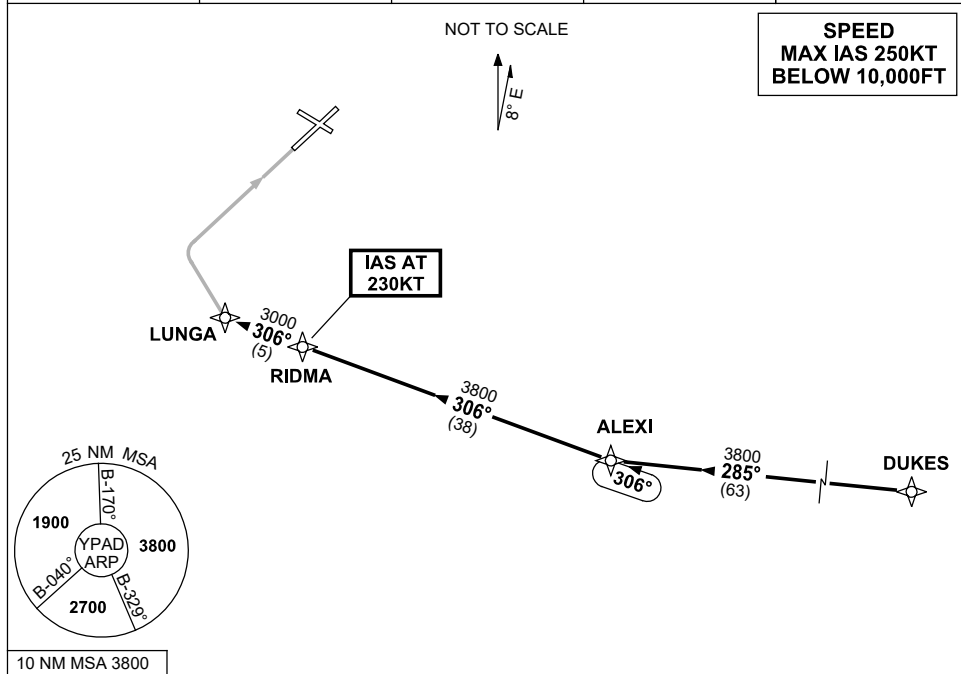 NOT TO SCALE
SPEED
MAX IAS 250KT
BELOW 10,000FT
8° E
IAS AT
230KT
LUNGA
3000
306°
(5)
RIDMA
3800
306°
(38)
ALEXI
306°
3800
285°
(63)
DUKES
25 NM MSA
B-170°
1900
YPAD
ARP
3800
B-040°
B-329°
2700
10 NM MSA 3800